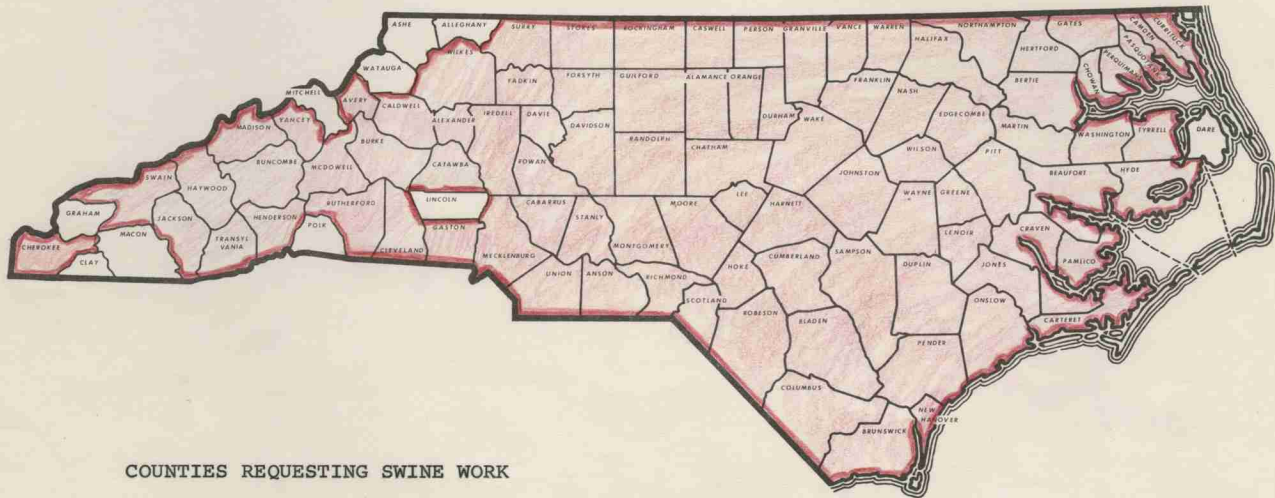 ASHE
ALLEGHANY
SURRY
STOKES
ROCKINGHAM
CASWELL
PERSON
GRANVILLE
VANCE
WARREN
NORTHAMPTON
GATES
CAMDEN
CURRITUCK
PASQUOTANK
PERQUIMANS
CHOWAN
HERTFORD
HALIFAX
BERTIE
WATAUGA
WILKES
YADKIN
FORSYTH
GUILFORD
ALAMANCE
ORANGE
DURHAM
FRANKLIN
NASH
MITCHELL
AVERY
CALDWELL
ALEXANDER
IREDELL
DAVIE
DAVIDSON
RANDOLPH
CHATHAM
WAKE
EDGECOMBE
MARTIN
WASHINGTON
TYRRELL
DARE
MADISON
YANCEY
BURKE
MCDOWELL
CATAWBA
ROWAN
WILSON
PITT
BEAUFORT
HYDE
SWAIN
HAYWOOD
BUNCOMBE
RUTHERFORD
LINCOLN
CABARRUS
STANLY
MOORE
LEE
HARNETT
JOHNSTON
WAYNE
GREENE
GRAHAM
JACKSON
HENDERSON
POLK
CLEVELAND
GASTON
MECKLENBURG
MONTGOMERY
LENOIR
CRAVEN
PAMLICO
CHEROKEE
MACON
CLAY
TRANSYL
VANIA
UNION
ANSON
RICHMOND
SCOTLAND
HOKE
CUMBERLAND
SAMPSON
DUPLIN
JONES
ONSLOW
CARTERET
ROBESON
BLADEN
PENDER
COLUMBUS
NEW
HANOVER
BRUNSWICK
COUNTIES REQUESTING SWINE WORK